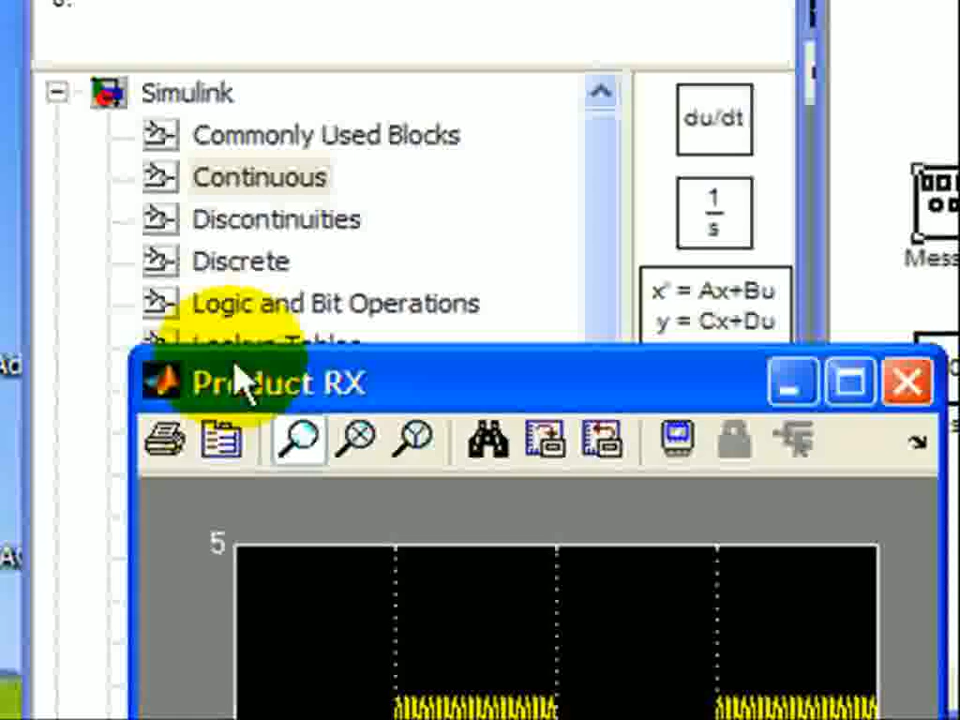 Simulink
Commonly Used Blocks
Continuous
Discontinuities
Discrete
Logic and Bit Operations
du/dt
1
s
x' = Ax+Bu
y = Cx+Du
Mess
Product RX
5